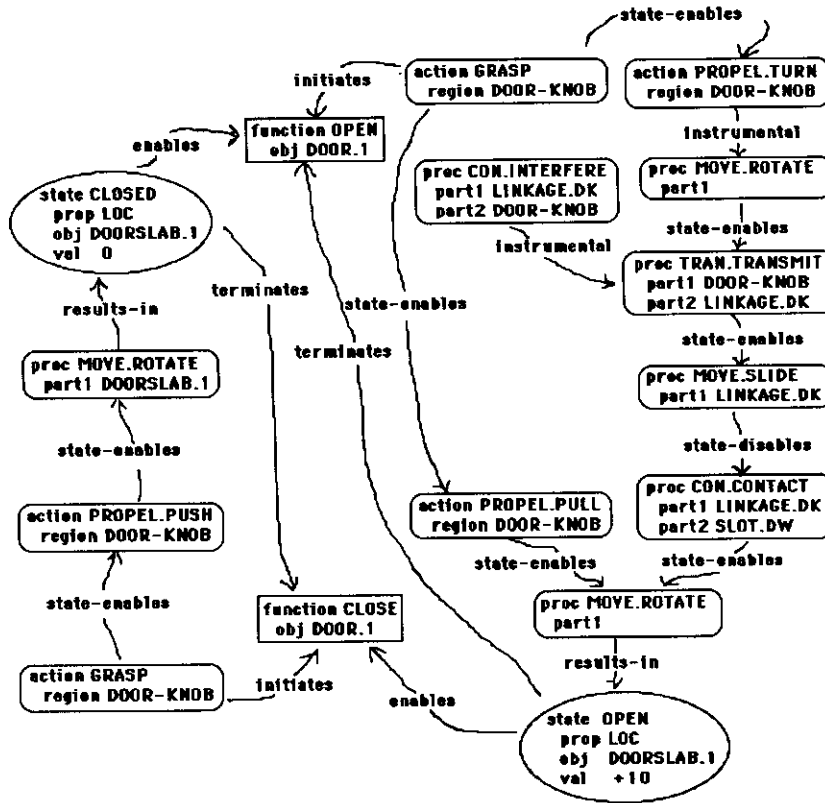 state-enables
action GRASP
region DOOR-KNOB
action PROPEL.TURN
region DOOR-KNOB
initiates
enables
function OPEN
obj DOOR.1
instrumental
proc CON.INTERFERE
part1 LINKAGE.DK
part2 DOOR-KNOB
proc MOVE.ROTATE
part1
state CLOSED
prop LOC
obj DOORSLAB.1
val 0
state-enables
instrumental
proc TRAN.TRANSMIT
part1 DOOR-KNOB
part2 LINKAGE.DK
terminates
state-enables
results-in
terminates
state-enables
proc MOVE.ROTATE
part1 DOORSLAB.1
proc MOVE.SLIDE
part1 LINKAGE.DK
state-enables
state-disables
action PROPEL.PUSH
region DOOR-KNOB
action PROPEL.PULL
region DOOR-KNOB
proc CON.CONTACT
part1 LINKAGE.DK
part2 SLOT.DW
state-enables
state-enables
state-enables
function CLOSE
obj DOOR.1
proc MOVE.ROTATE
part1
action GRASP
region DOOR-KNOB
initiates
enables
results-in
state OPEN
prop LOC
obj DOORSLAB.1
val +10